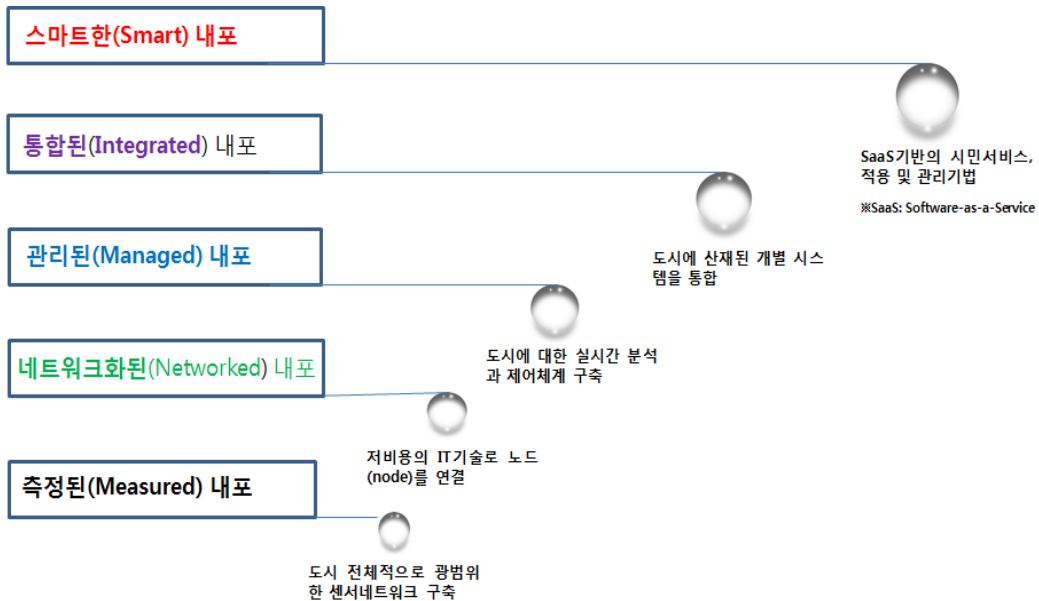 스마트한(Smart) 내포
SaaS기반의 시민서비스,
적용 및 관리기법
※SaaS: Software-as-a-Service
통합된(Integrated) 내포
도시에 산재된 개별 시스
템을 통합
관리된(Managed) 내포
도시에 대한 실시간 분석
과 제어체계 구축
네트워크화된(Networked) 내포
저비용의 IT기술로 노드
(node)를 연결
측정된(Measured) 내포
도시 전체적으로 광범위
한 센서네트워크 구축